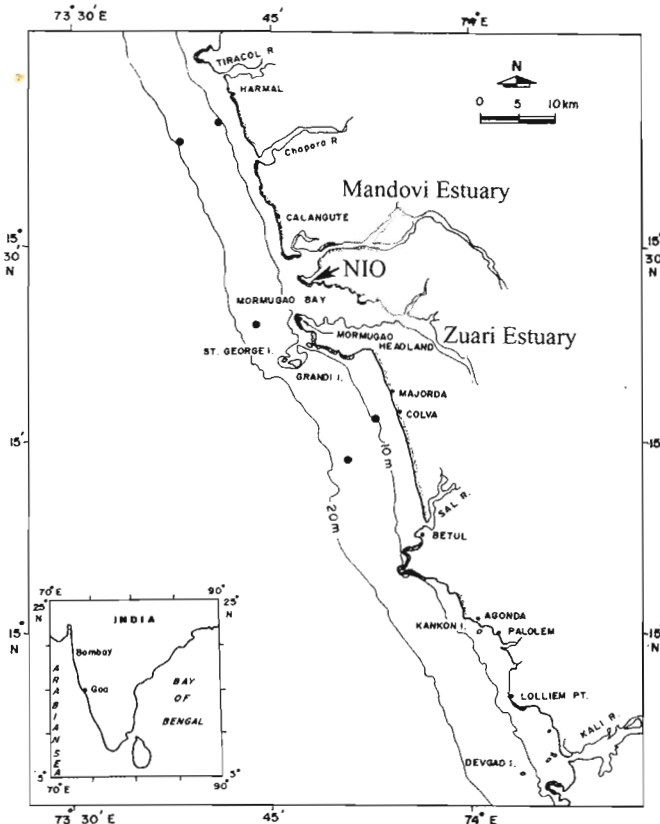 73° 30' E
45'
74° E
TIRACOL R
HARMAL
N
0 5 10 km
Chapora R
Mandovi Estuary
CALANGUTE
15° 30 N
15° 30 N
NIO
MORMUGAO BAY
MORMUGAO HEADLAND
Zuari Estuary
ST. GEORGE I.
GRANDI I.
MAJORDA
COLVA
15'
15'
10 m
20 m
SAL R.
BETUL
AGONDA
KANKON I.
PALOLEM
15° N
15° N
LOLLIEM PT.
KALI R.
DEVGAD I.
70° E
90°
25° N
25° N
INDIA
Bombay
Goa
ARABIAN SEA
BAY OF BENGAL
5°
5°
70° E
90°
73° 30' E
45'
74° E